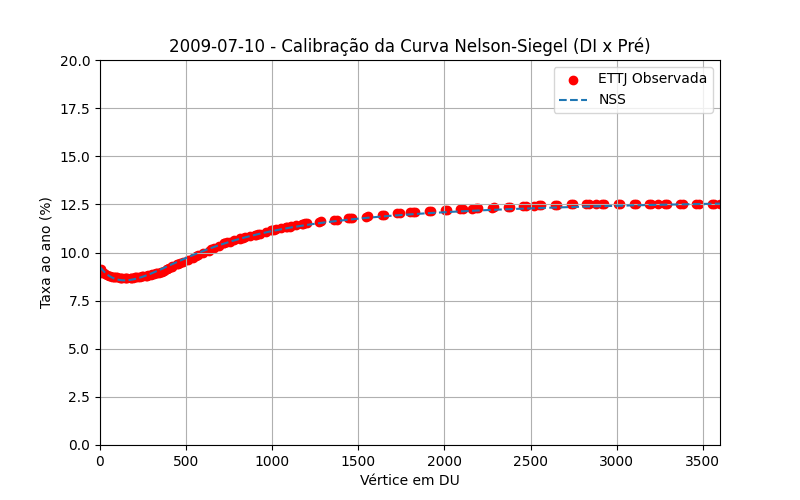 2009-07-10 - Calibração da Curva Nelson-Siegel (DI x Pré)
ETTJ Observada
NSS
Taxa ao ano (%)
20.0
17.5
15.0
12.5
10.0
7.5
5.0
2.5
0.0
0 500 1000 1500 2000 2500 3000 3500
Vértice em DU